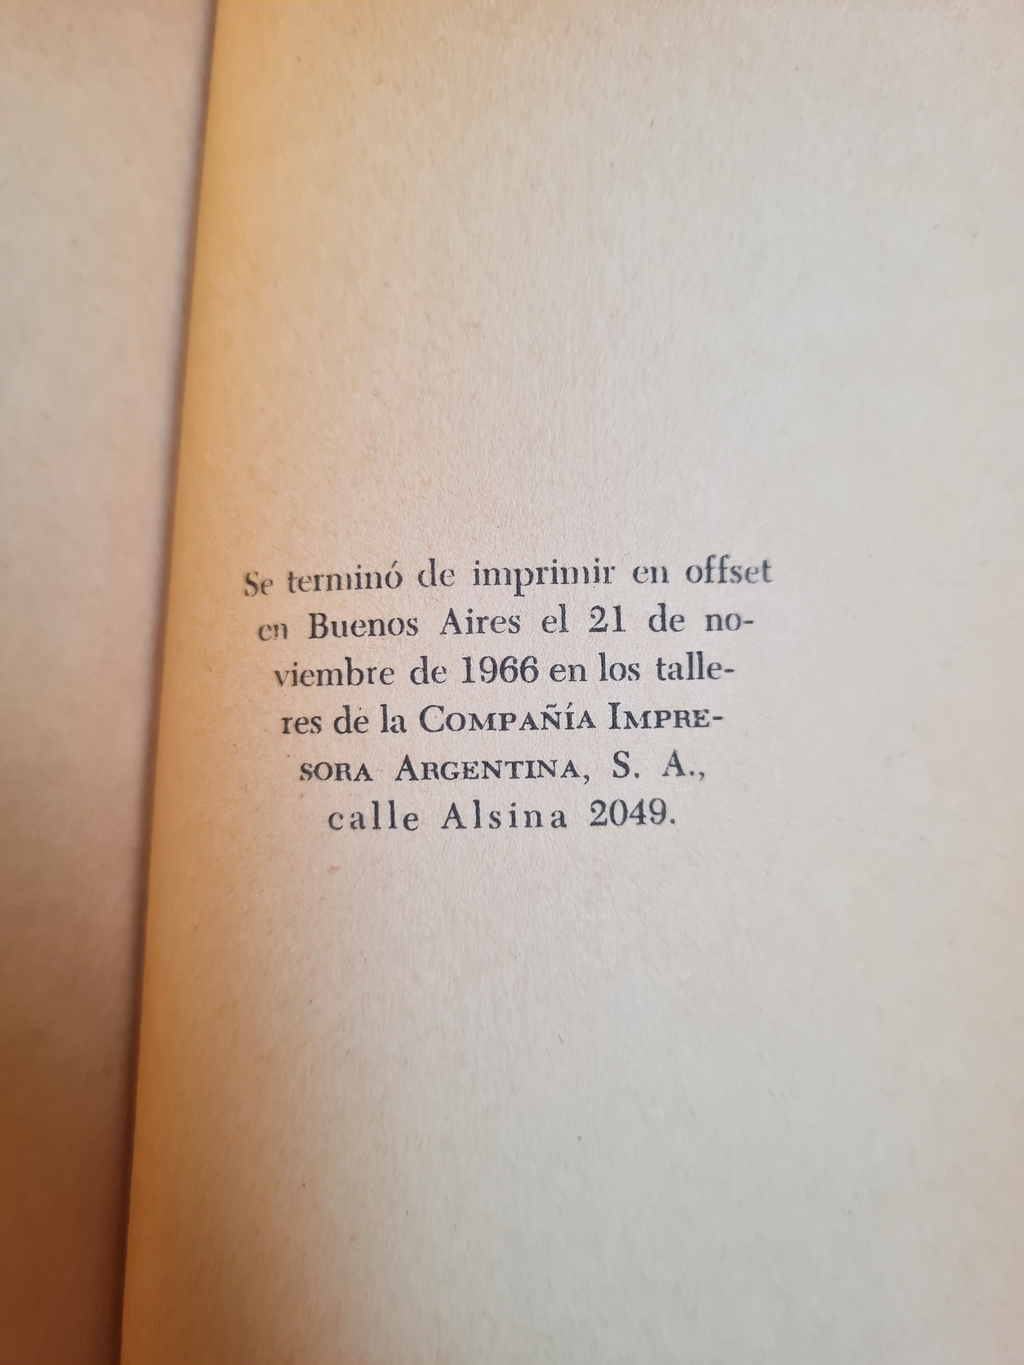 Se terminó de imprimir en offset
en Buenos Aires el 21 de no-
viembre de 1966 en los talle-
res de la COMPAÑÍA IMPRE-
SORA ARGENTINA, S. A.,
calle Alsina 2049.